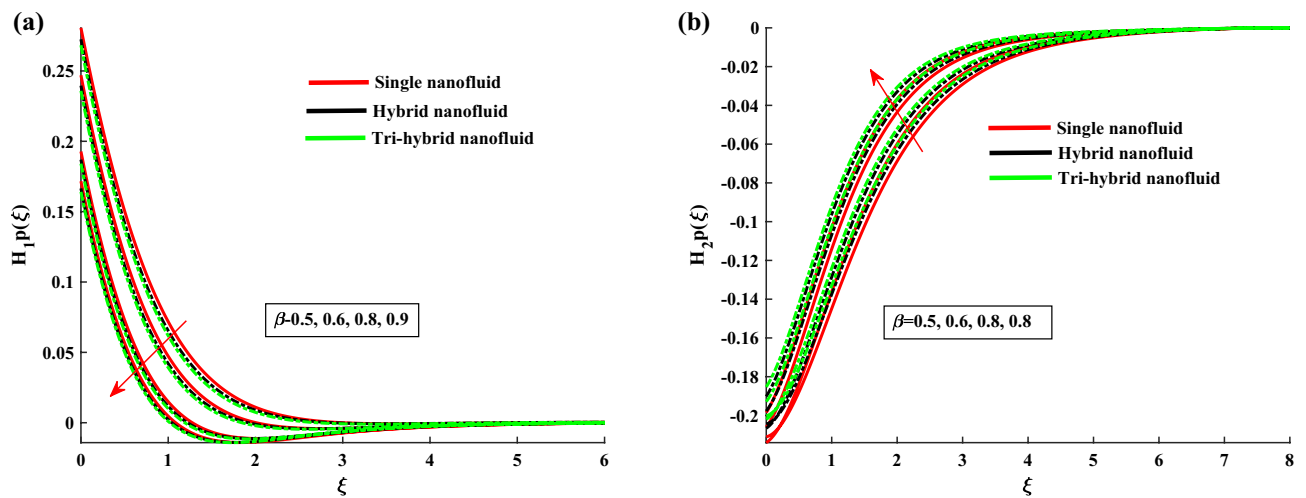 (a)
0.25
0.2
0.15
0.1
0.05
0
H₁p(ξ)
Single nanofluid
Hybrid nanofluid
Tri-hybrid nanofluid
β-0.5, 0.6, 0.8, 0.9
0 1 2 3 4 5 6
ξ
(b)
0
-0.02
-0.04
-0.06
-0.08
-0.1
-0.12
-0.14
-0.16
-0.18
-0.2
H₂p(ξ)
Single nanofluid
Hybrid nanofluid
Tri-hybrid nanofluid
β=0.5, 0.6, 0.8, 0.8
0 1 2 3 4 5 6 7 8
ξ